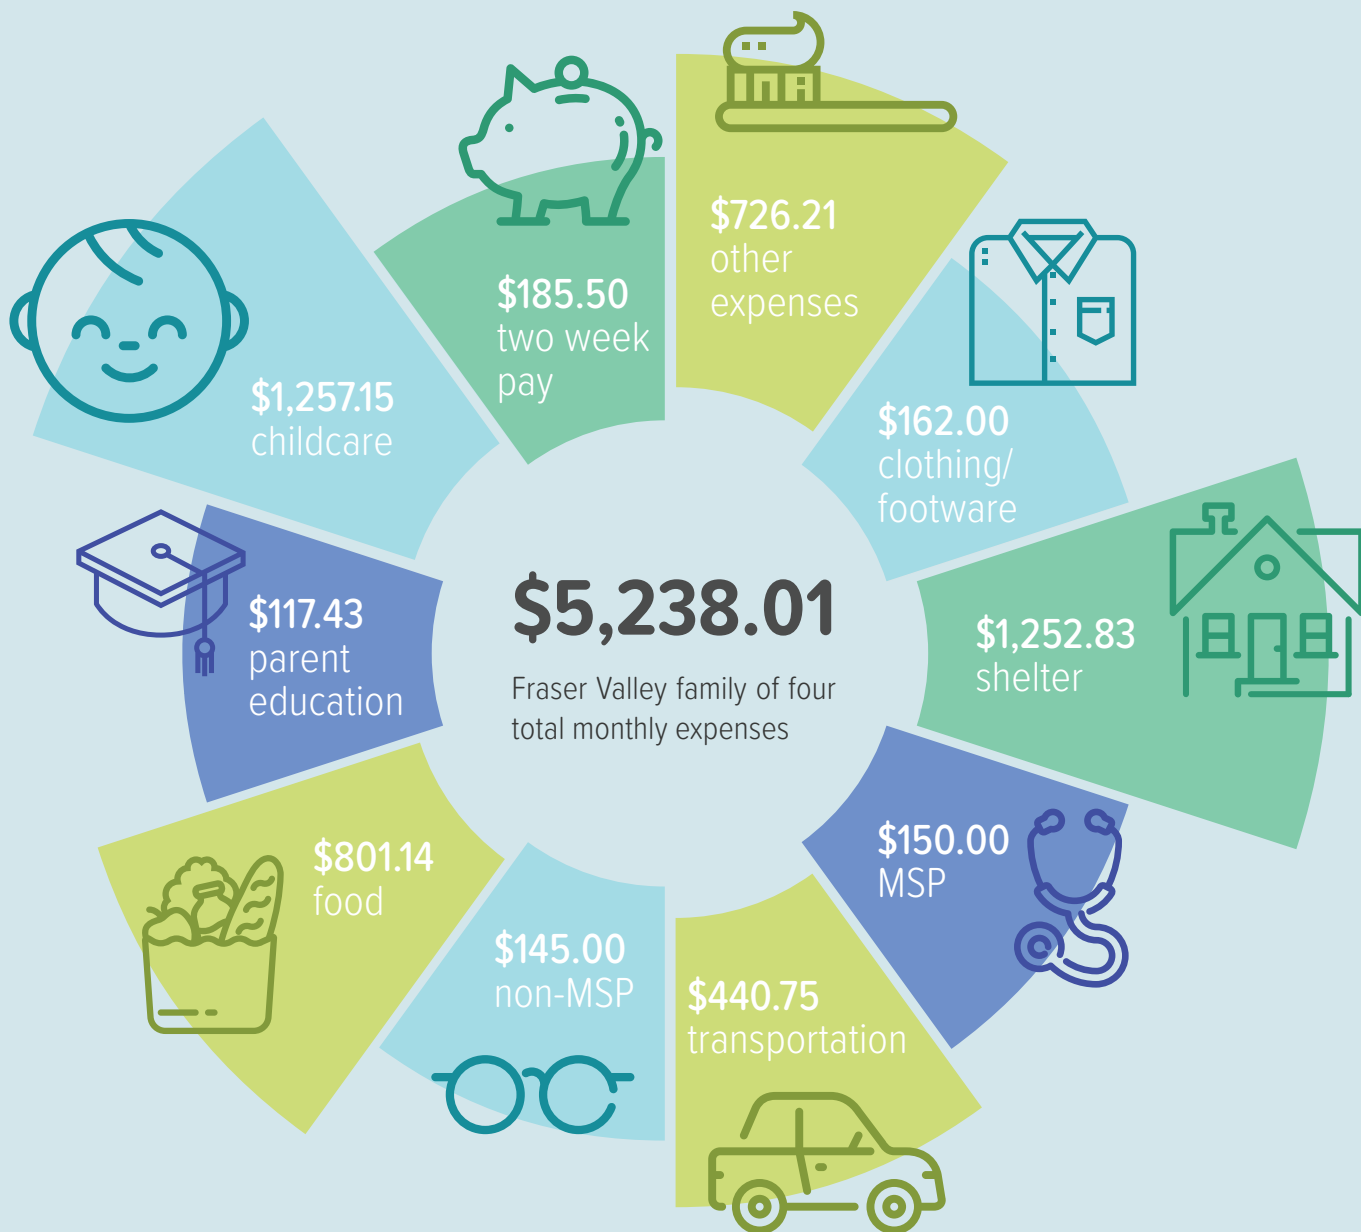 $726.21
other
expenses
$185.50
two week
pay
$1,257.15
childcare
$162.00
clothing/
footware
$117.43
parent
education
$5,238.01
Fraser Valley family of four
total monthly expenses
$1,252.83
shelter
$801.14
food
$150.00
MSP
$145.00
non-MSP
$440.75
transportation